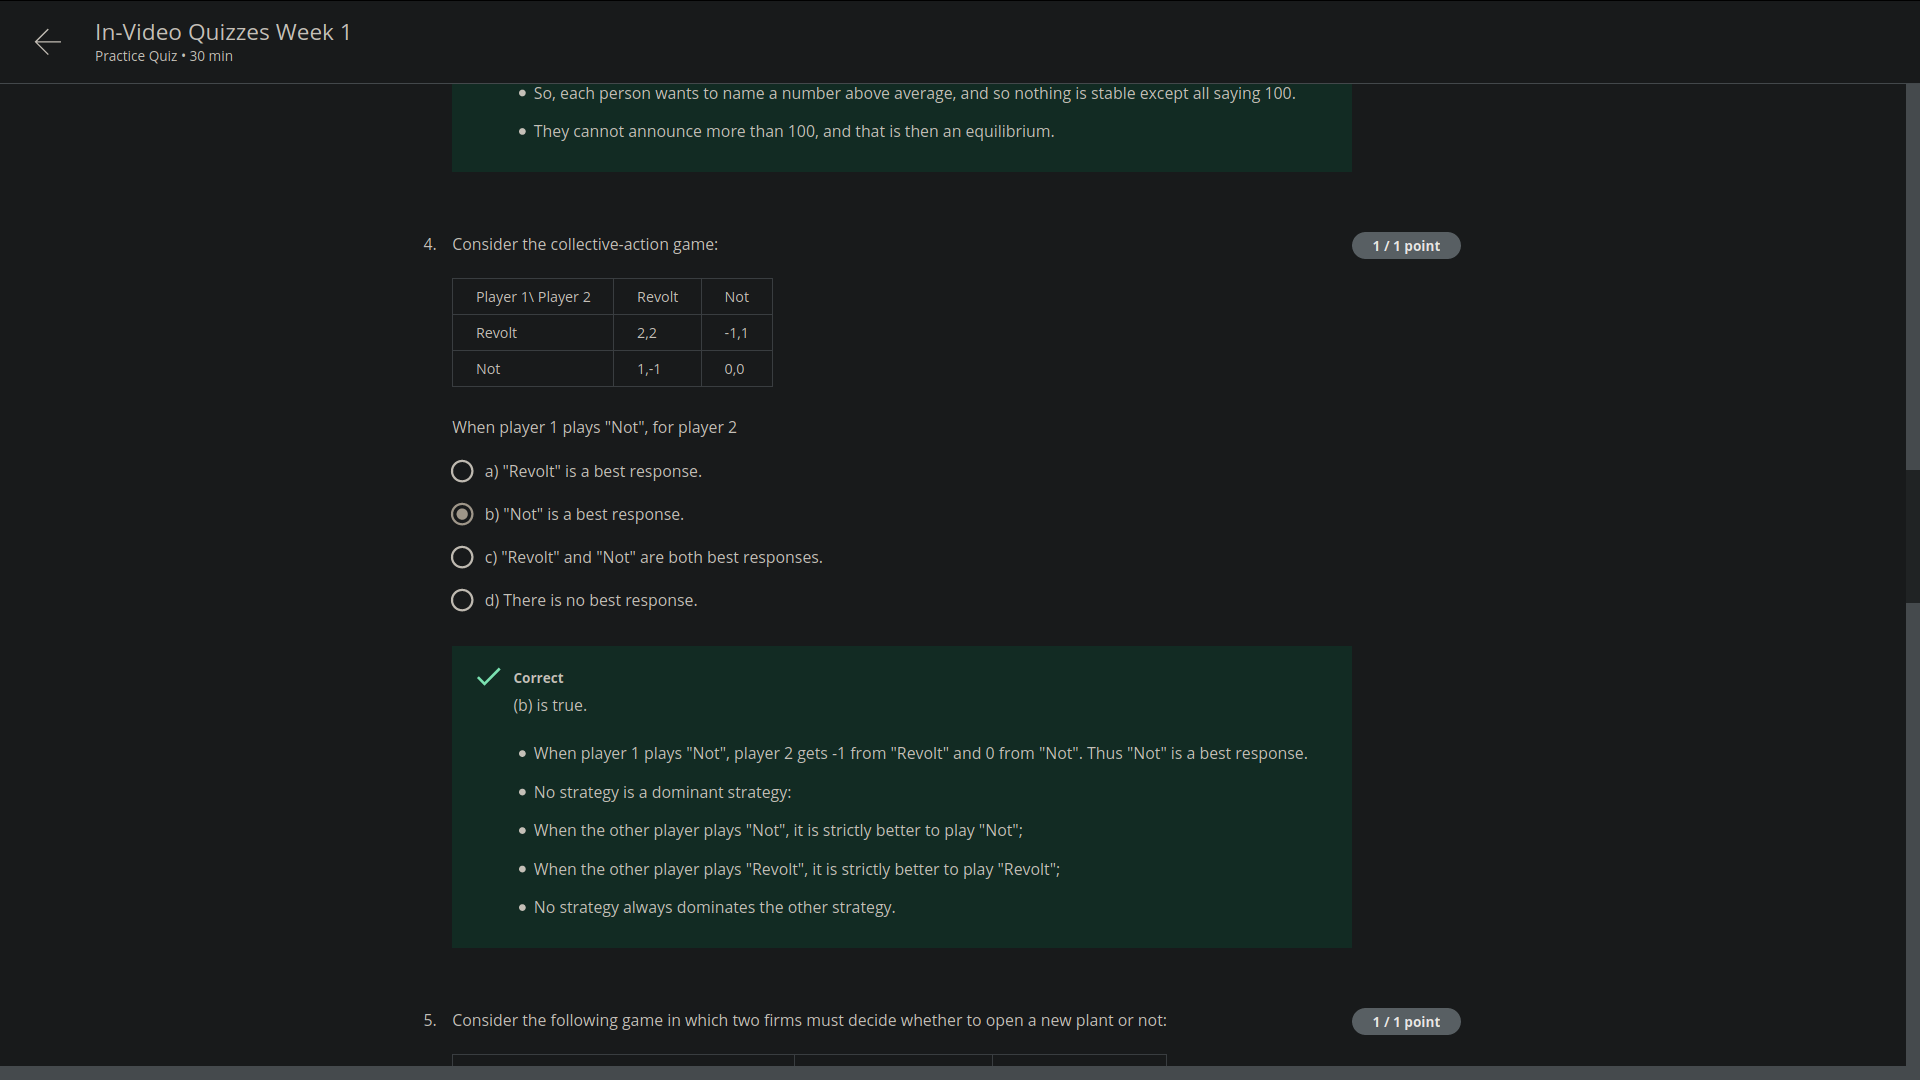 In-Video Quizzes Week 1
Practice Quiz • 30 min
• So, each person wants to name a number above average, and so nothing is stable except all saying 100.
• They cannot announce more than 100, and that is then an equilibrium.
4. Consider the collective-action game:
1 / 1 point
Player 1\ Player 2 Revolt Not
Revolt 2,2 -1,1
Not 1,-1 0,0
When player 1 plays "Not", for player 2
a) "Revolt" is a best response.
b) "Not" is a best response.
c) "Revolt" and "Not" are both best responses.
d) There is no best response.
Correct
(b) is true.
• When player 1 plays "Not", player 2 gets -1 from "Revolt" and 0 from "Not". Thus "Not" is a best response.
• No strategy is a dominant strategy:
• When the other player plays "Not", it is strictly better to play "Not";
• When the other player plays "Revolt", it is strictly better to play "Revolt";
• No strategy always dominates the other strategy.
5. Consider the following game in which two firms must decide whether to open a new plant or not:
1 / 1 point